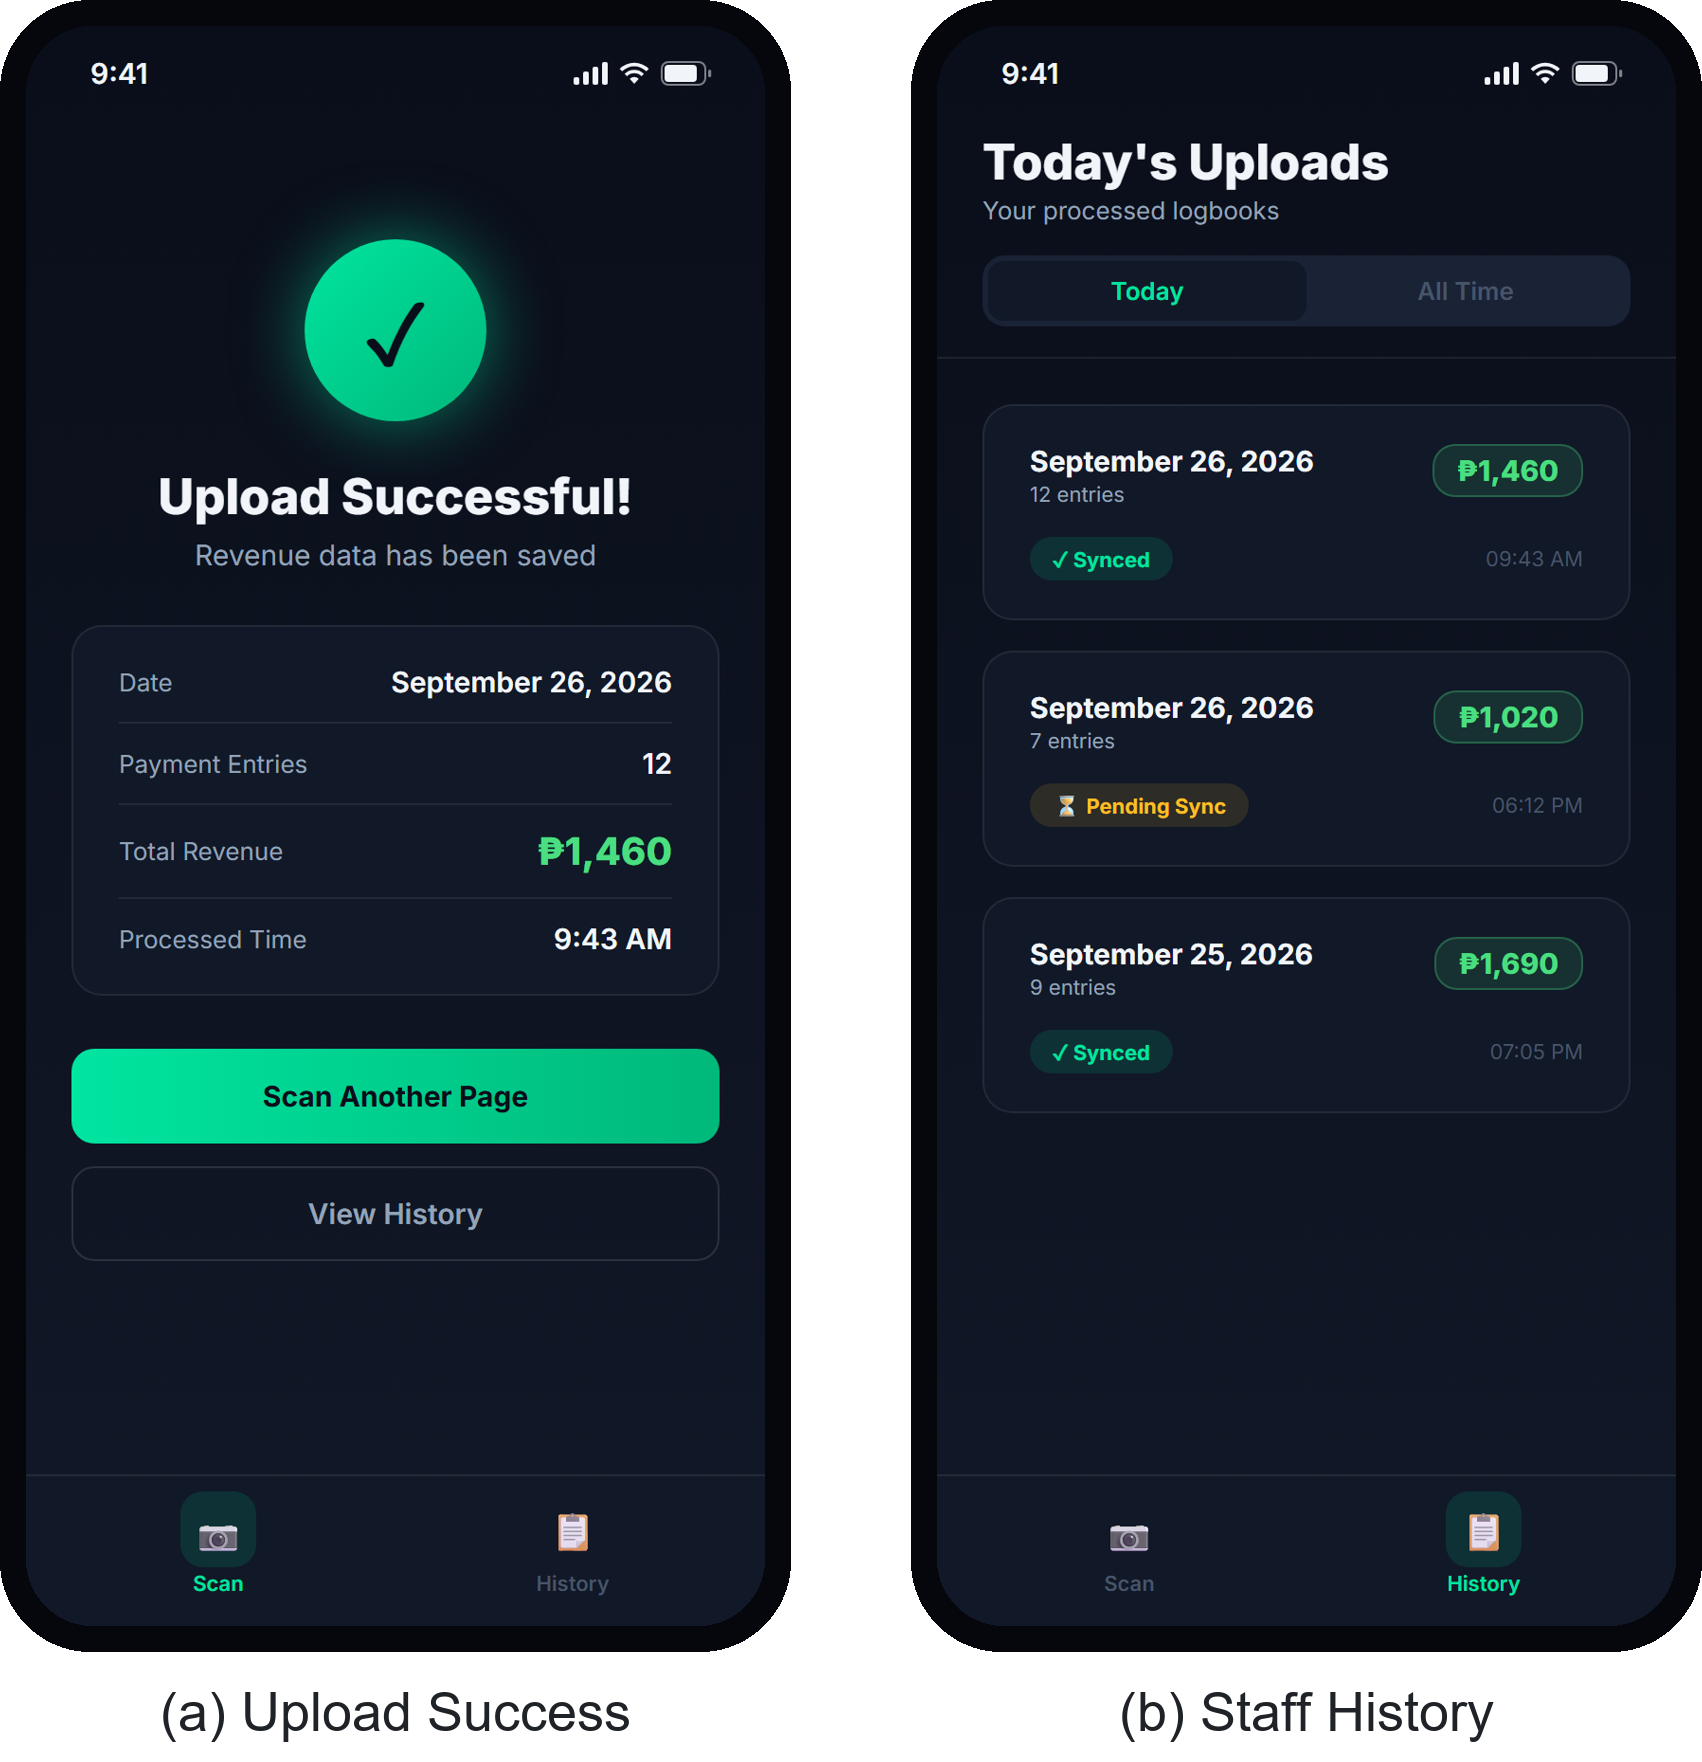 9:41
✓
Upload Successful!
Revenue data has been saved
Date September 26, 2026
Payment Entries 12
Total Revenue ₱1,460
Processed Time 9:43 AM
Scan Another Page
View History
Scan History
(a) Upload Success
9:41
Today's Uploads
Your processed logbooks
Today All Time
September 26, 2026 ₱1,460
12 entries
✓ Synced 09:43 AM
September 26, 2026 ₱1,020
7 entries
⏳ Pending Sync 06:12 PM
September 25, 2026 ₱1,690
9 entries
✓ Synced 07:05 PM
Scan History
(b) Staff History